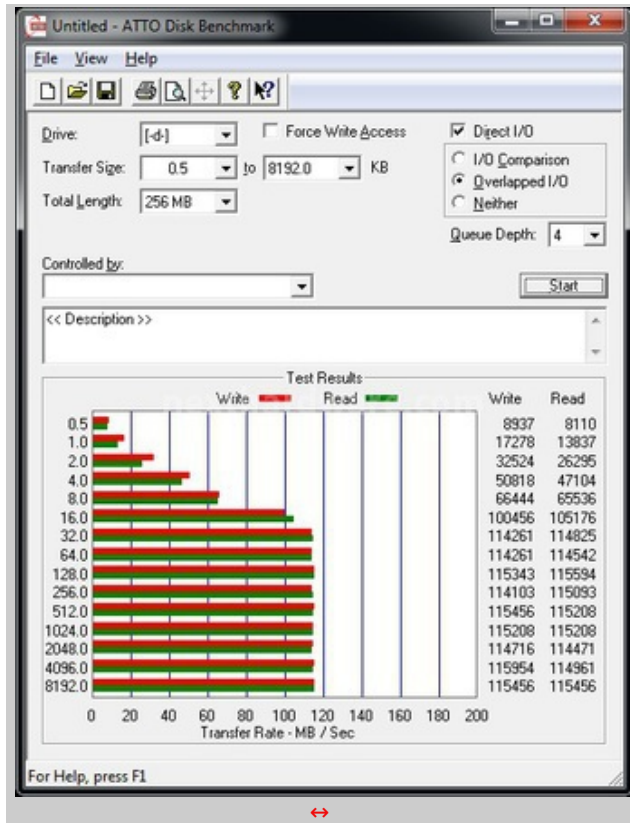 Untitled - ATTO Disk Benchmark
File View Help
Drive: [-d-] Force Write Access Direct I/O
Transfer Size: 0.5 to 8192.0 KB I/O Comparison
Overlapped I/O
Total Length: 256 MB Neither
Queue Depth: 4
Controlled by:
Start
<< Description >>
Test Results
Write Read Write Read
0.5 8937 8110
1.0 17278 13837
2.0 32524 26295
4.0 50818 47104
8.0 66444 65536
16.0 100456 105176
32.0 114261 114825
64.0 114261 114542
128.0 115343 115594
256.0 114103 115093
512.0 115456 115208
1024.0 115208 115208
2048.0 114716 114471
4096.0 115954 114961
8192.0 115456 115456
0 20 40 60 80 100 120 140 160 180 200
Transfer Rate - MB / Sec
For Help, press F1